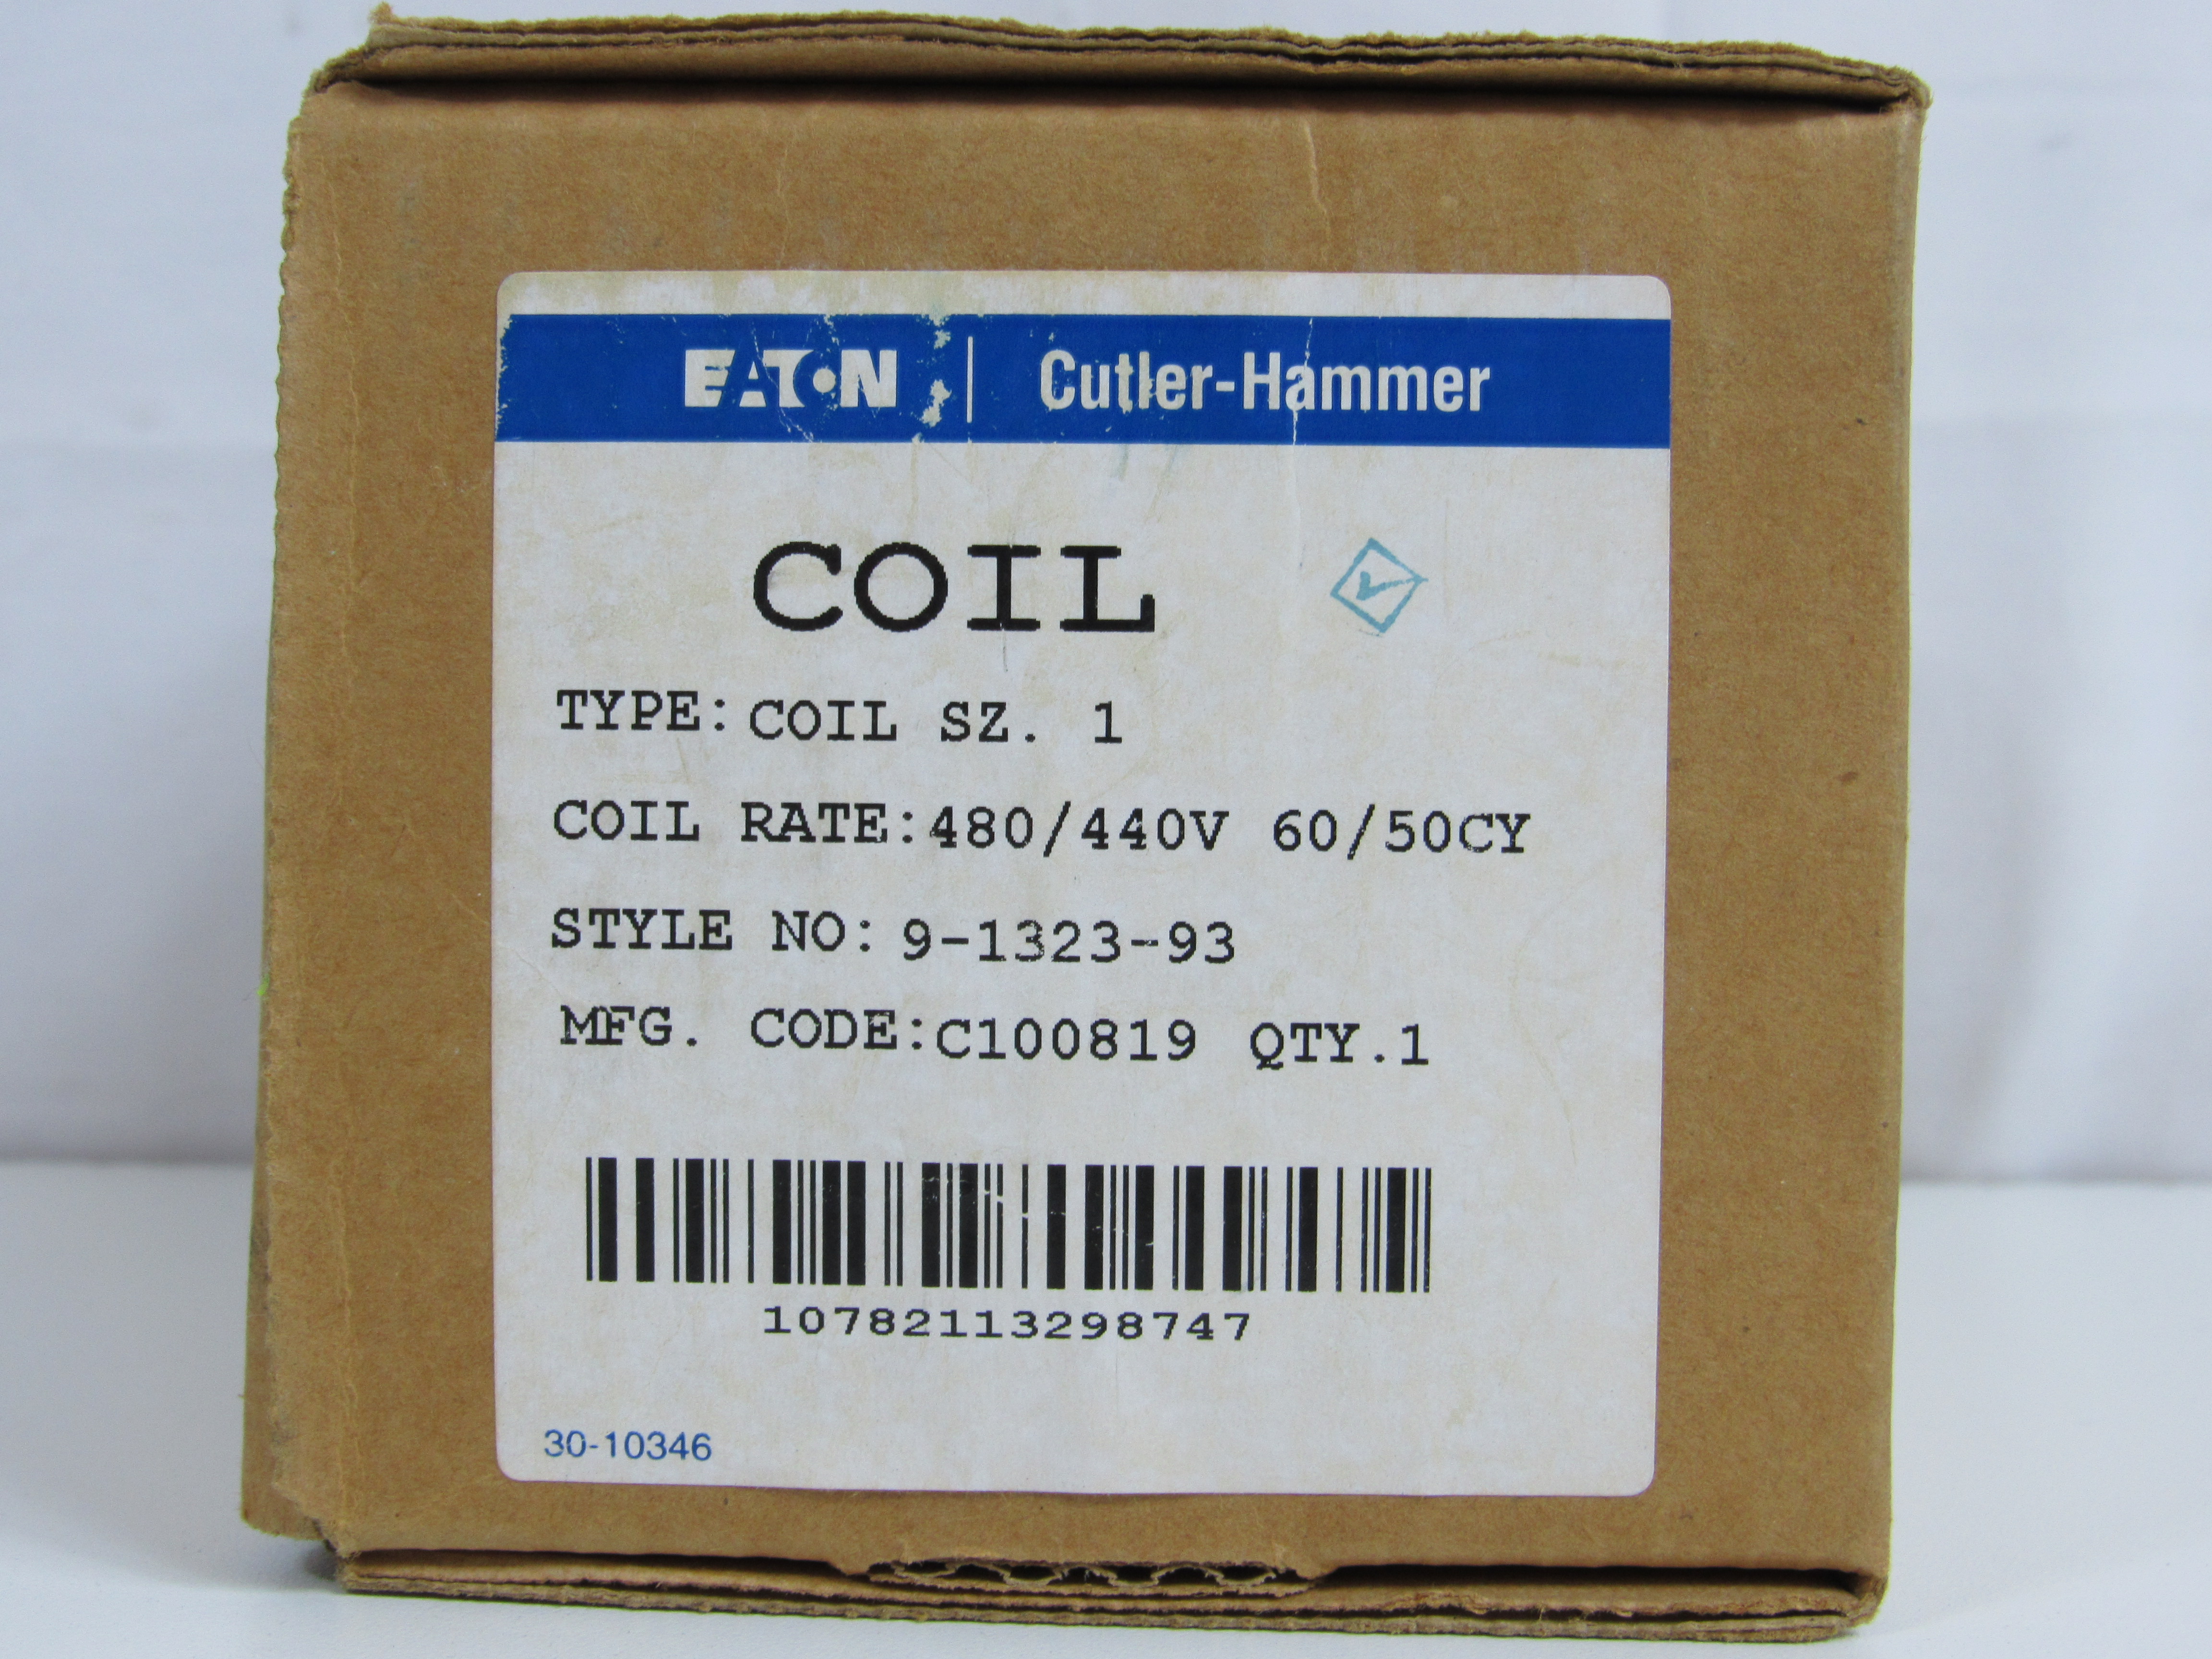 EATON | Cutler-Hammer
COIL
TYPE: COIL SZ. 1
COIL RATE: 480/440V 60/50CY
STYLE NO: 9-1323-93
MFG. CODE: C100819 QTY.1
10782113298747
30-10346